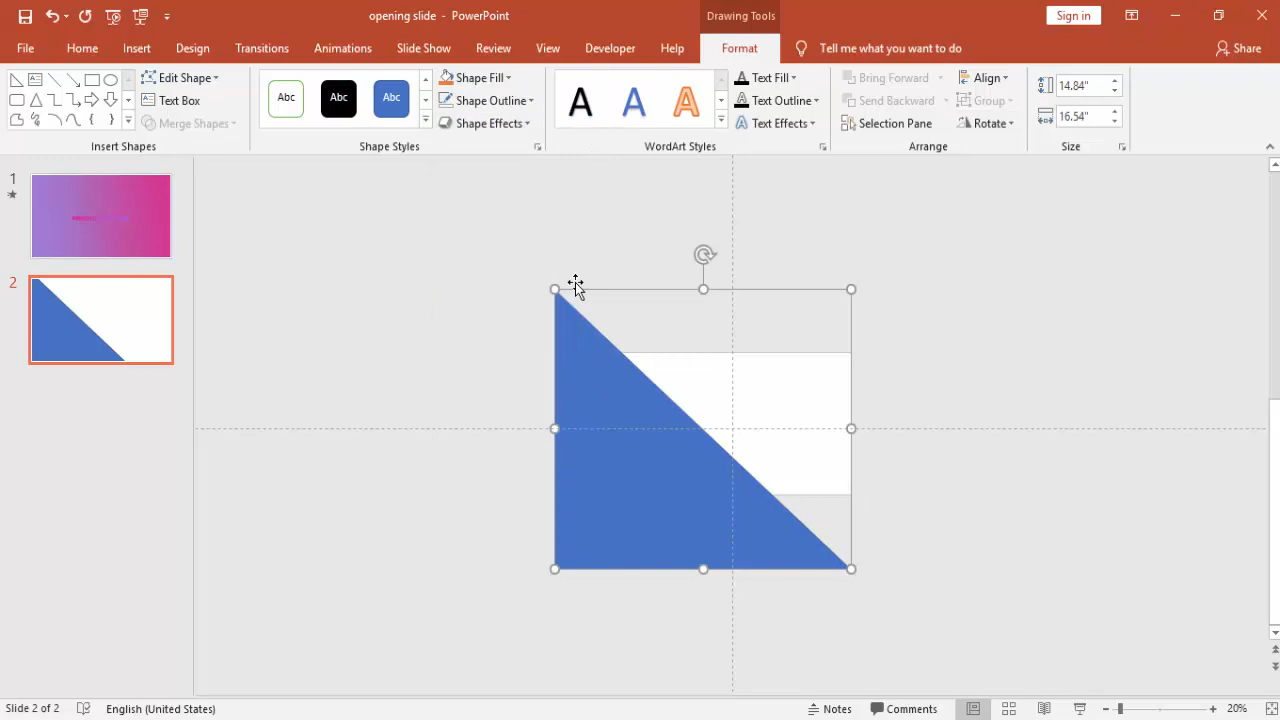 opening slide - PowerPoint
Drawing Tools
Sign in
File Home Insert Design Transitions Animations Slide Show Review View Developer Help Format Tell me what you want to do Share
Edit Shape
Text Box
Merge Shapes
Insert Shapes
Abc Abc Abc
Shape Fill
Shape Outline
Shape Effects
Shape Styles
A A A
Text Fill
Text Outline
Text Effects
WordArt Styles
Bring Forward
Send Backward
Selection Pane
Align
Group
Rotate
Arrange
14.84"
16.54"
Size
1
2
Slide 2 of 2 English (United States) Notes Comments 20%